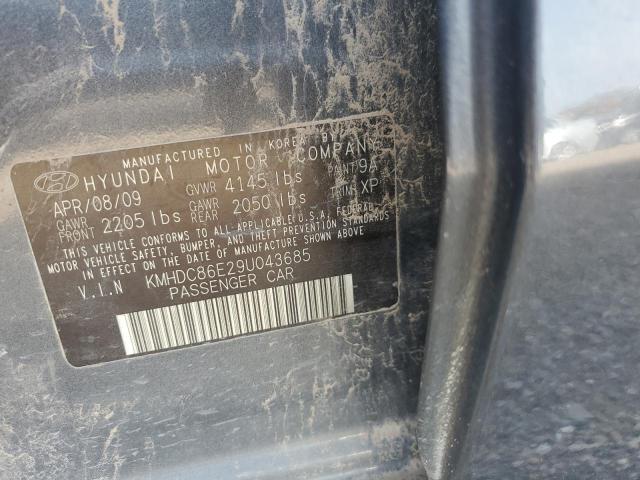 MANUFACTURED IN KOREA BY
HYUNDAI MOTOR COMPANY
APR/08/09 GVWR 4145 lbs PAINT 9A
GAWR FRONT 2205 lbs GAWR REAR 2050 lbs TRIM XP
THIS VEHICLE CONFORMS TO ALL APPLICABLE U.S.A. FEDERAL
MOTOR VEHICLE SAFETY, BUMPER, AND THEFT PREVENTION STANDARDS
IN EFFECT ON THE DATE OF MANUFACTURE SHOWN ABOVE.
V.I.N KMHDC86E29U043685
PASSENGER CAR